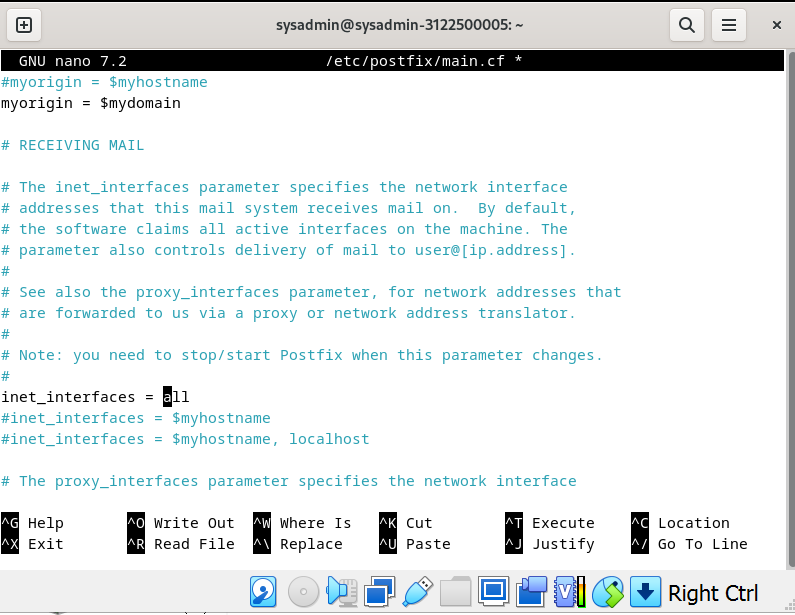 sysadmin@sysadmin-3122500005: ~
GNU nano 7.2 /etc/postfix/main.cf *
#myorigin = $myhostname
myorigin = $mydomain
# RECEIVING MAIL
# The inet_interfaces parameter specifies the network interface
# addresses that this mail system receives mail on.  By default,
# the software claims all active interfaces on the machine. The
# parameter also controls delivery of mail to user@[ip.address].
#
# See also the proxy_interfaces parameter, for network addresses that
# are forwarded to us via a proxy or network address translator.
#
# Note: you need to stop/start Postfix when this parameter changes.
#
inet_interfaces = all
#inet_interfaces = $myhostname
#inet_interfaces = $myhostname, localhost
# The proxy_interfaces parameter specifies the network interface
^G Help ^O Write Out ^W Where Is ^K Cut ^T Execute ^C Location
^X Exit ^R Read File ^\ Replace ^U Paste ^J Justify ^/ Go To Line
Right Ctrl